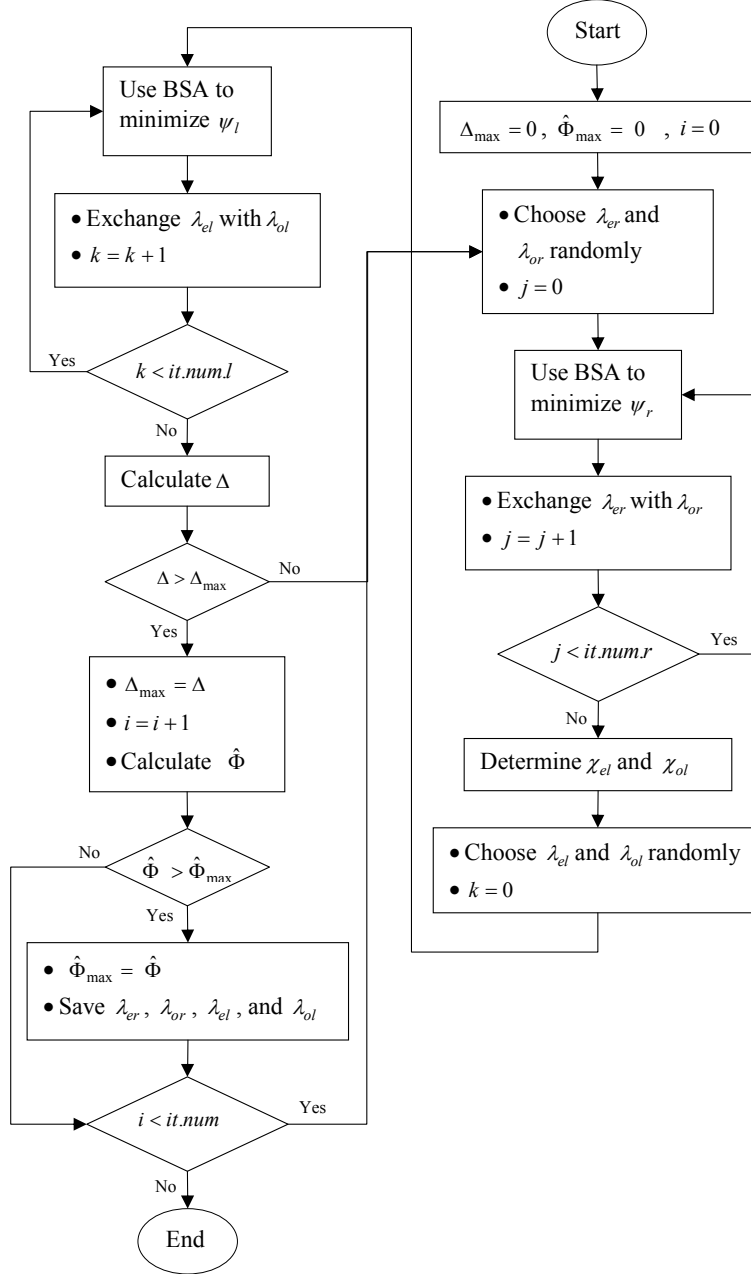 Start
Δmax = 0 , Φ̂max = 0 , i = 0
• Choose λer and
λor randomly
• j = 0
Use BSA to
minimize ψr
• Exchange λer with λor
• j = j + 1
j < it.num.r
Yes
No
Determine χel and χol
• Choose λel and λol randomly
• k = 0
Use BSA to
minimize ψl
• Exchange λel with λol
• k = k + 1
k < it.num.l
Yes
No
Calculate Δ
Δ > Δmax
No
Yes
• Δmax = Δ
• i = i + 1
• Calculate Φ̂
Φ̂ > Φ̂max
No
Yes
• Φ̂max = Φ̂
• Save λer , λor , λel , and λol
i < it.num
Yes
No
End